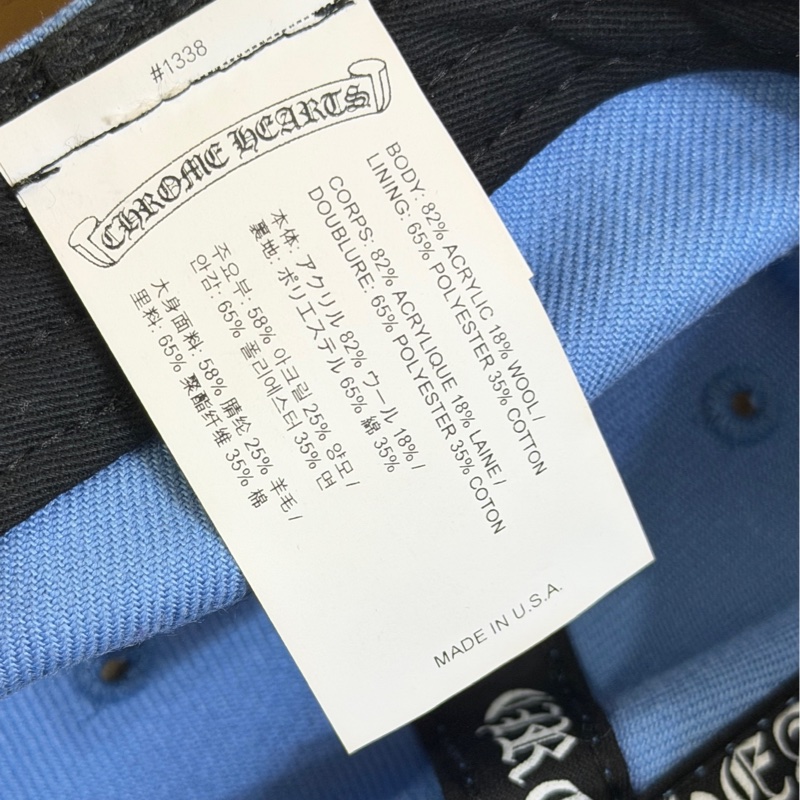 #1338
CHROME HEARTS
BODY: 82% ACRYLIC 18% WOOL /
LINING: 65% POLYESTER 35% COTTON
CORPS: 82% ACRYLIQUE 18% LAINE /
DOUBLURE: 65% POLYESTER 35% COTON
本体: アクリル 82% ウール 18% /
裏地: ポリエステル 65% 綿 35%
주요부: 58% 아크릴 25% 양모 /
안감: 65% 폴리에스터 35% 면
大身面料: 58% 腈纶 25% 羊毛 /
里料: 65% 聚酯纤维 35% 棉
MADE IN U.S.A.